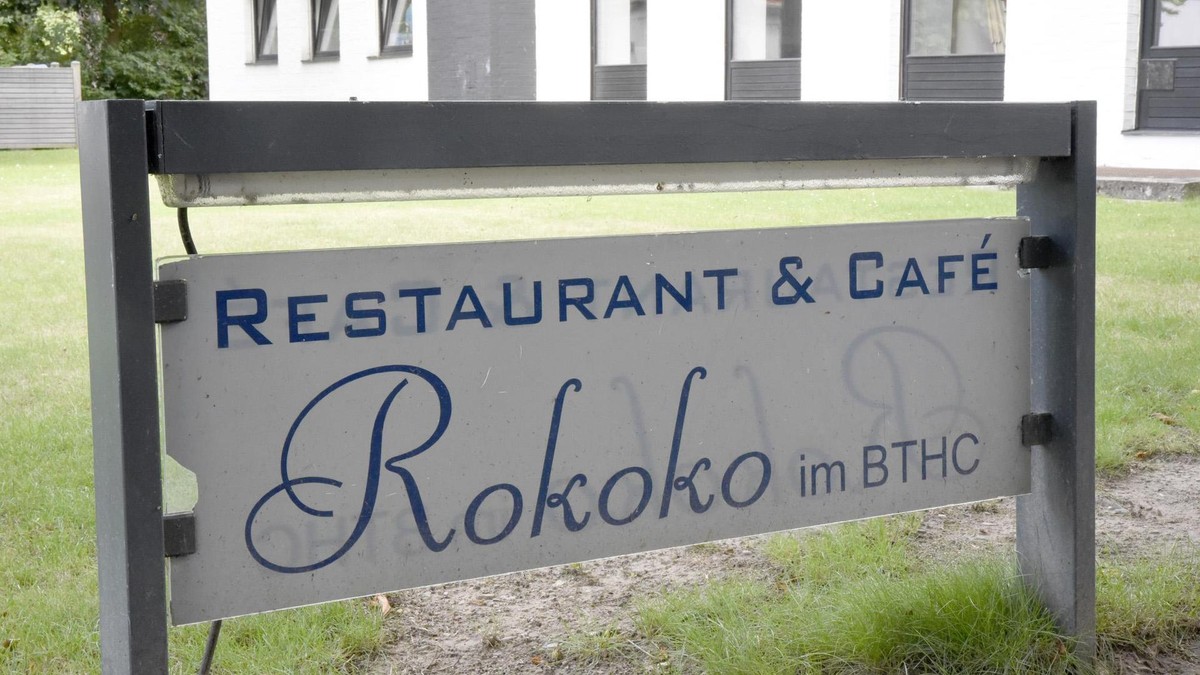 RESTAURANT & CAFÉ
Rokoko im BTHC